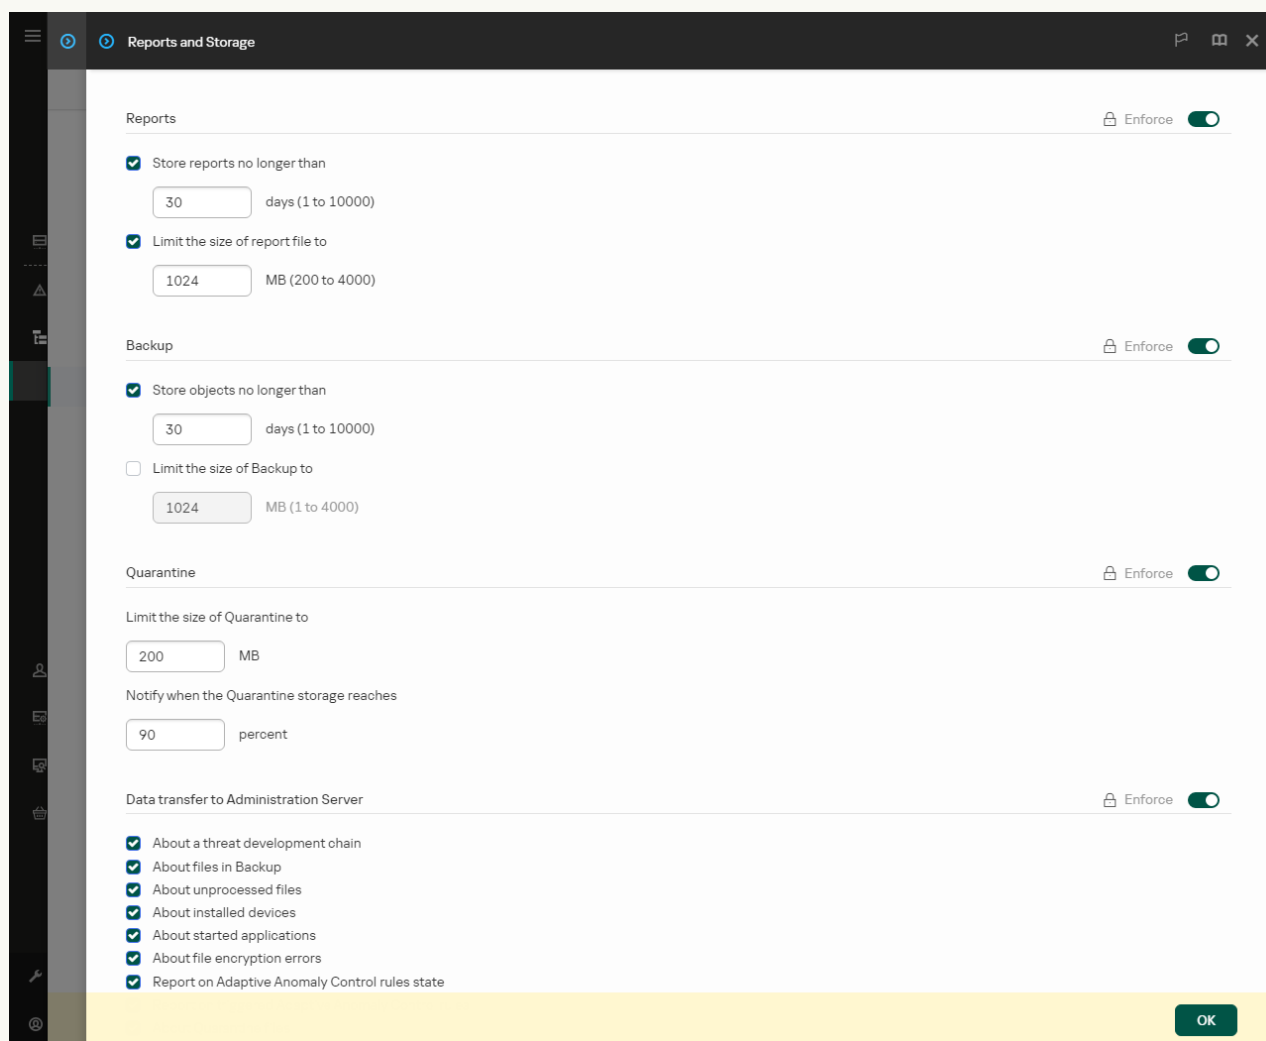 Reports and Storage
Reports
Enforce
Store reports no longer than
30 days (1 to 10000)
Limit the size of report file to
1024 MB (200 to 4000)
Backup
Enforce
Store objects no longer than
30 days (1 to 10000)
Limit the size of Backup to
1024 MB (1 to 4000)
Quarantine
Enforce
Limit the size of Quarantine to
200 MB
Notify when the Quarantine storage reaches
90 percent
Data transfer to Administration Server
Enforce
About a threat development chain
About files in Backup
About unprocessed files
About installed devices
About started applications
About file encryption errors
Report on Adaptive Anomaly Control rules state
OK